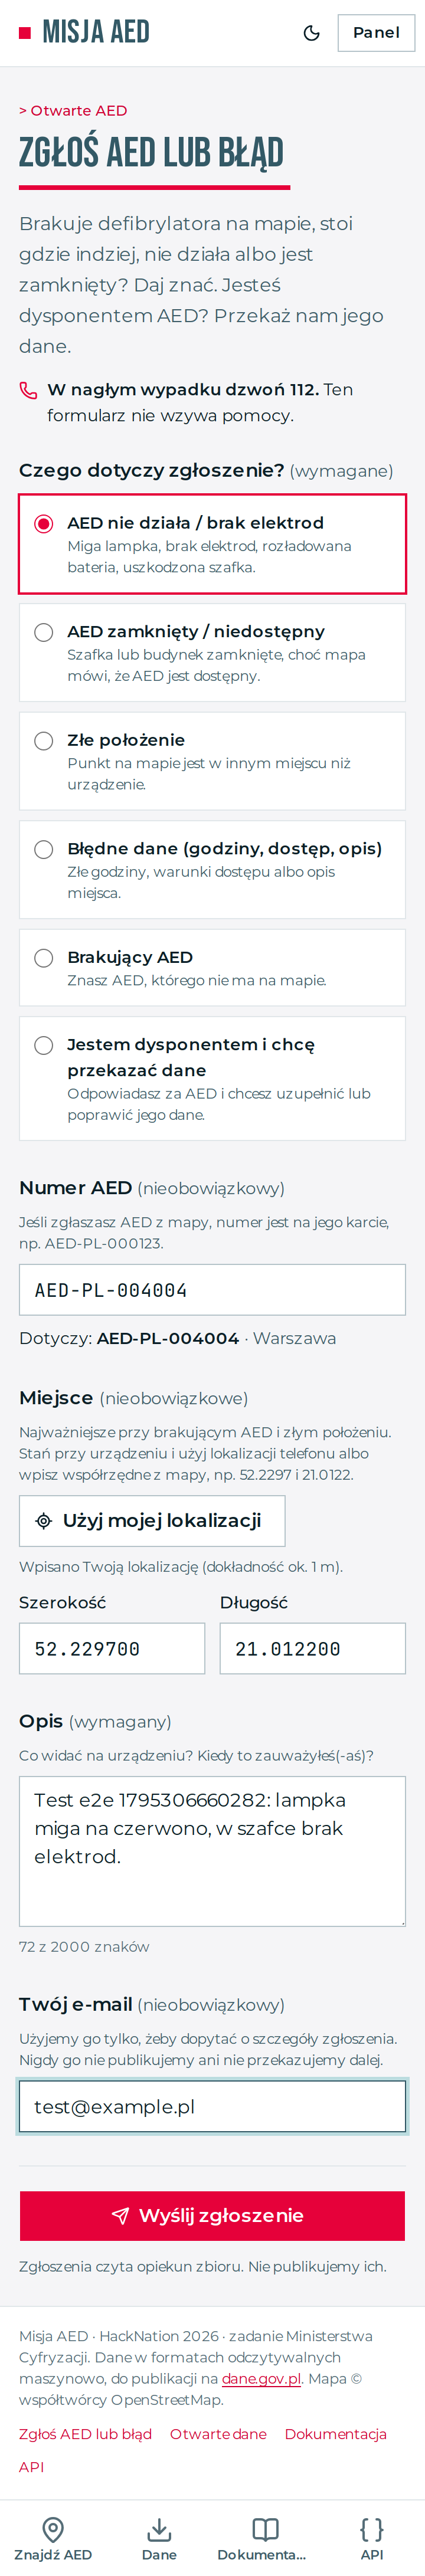 MISJA AED
Panel
> Otwarte AED
ZGŁOŚ AED LUB BŁĄD
Brakuje defibrylatora na mapie, stoi
gdzie indziej, nie działa albo jest
zamknięty? Daj znać. Jesteś
dysponentem AED? Przekaż nam jego
dane.
W nagłym wypadku dzwoń 112. Ten
formularz nie wzywa pomocy.
Czego dotyczy zgłoszenie? (wymagane)
AED nie działa / brak elektrod
Miga lampka, brak elektrod, rozładowana
bateria, uszkodzona szafka.
AED zamknięty / niedostępny
Szafka lub budynek zamknięte, choć mapa
mówi, że AED jest dostępny.
Złe położenie
Punkt na mapie jest w innym miejscu niż
urządzenie.
Błędne dane (godziny, dostęp, opis)
Złe godziny, warunki dostępu albo opis
miejsca.
Brakujący AED
Znasz AED, którego nie ma na mapie.
Jestem dysponentem i chcę
przekazać dane
Odpowiadasz za AED i chcesz uzupełnić lub
poprawić jego dane.
Numer AED (nieobowiązkowy)
Jeśli zgłaszasz AED z mapy, numer jest na jego karcie,
np. AED-PL-000123.
AED-PL-004004
Dotyczy: AED-PL-004004 · Warszawa
Miejsce (nieobowiązkowe)
Najważniejsze przy brakującym AED i złym położeniu.
Stań przy urządzeniu i użyj lokalizacji telefonu albo
wpisz współrzędne z mapy, np. 52.2297 i 21.0122.
Użyj mojej lokalizacji
Wpisano Twoją lokalizację (dokładność ok. 1 m).
Szerokość Długość
52.229700 21.012200
Opis (wymagany)
Co widać na urządzeniu? Kiedy to zauważyłeś(-aś)?
Test e2e 1795306660282: lampka
miga na czerwono, w szafce brak
elektrod.
72 z 2000 znaków
Twój e-mail (nieobowiązkowy)
Użyjemy go tylko, żeby dopytać o szczegóły zgłoszenia.
Nigdy go nie publikujemy ani nie przekazujemy dalej.
test@example.pl
Wyślij zgłoszenie
Zgłoszenia czyta opiekun zbioru. Nie publikujemy ich.
Misja AED · HackNation 2026 · zadanie Ministerstwa
Cyfryzacji. Dane w formatach odczytywalnych
maszynowo, do publikacji na dane.gov.pl. Mapa ©
współtwórcy OpenStreetMap.
Zgłoś AED lub błąd Otwarte dane Dokumentacja
API
Znajdź AED Dane Dokumenta... API